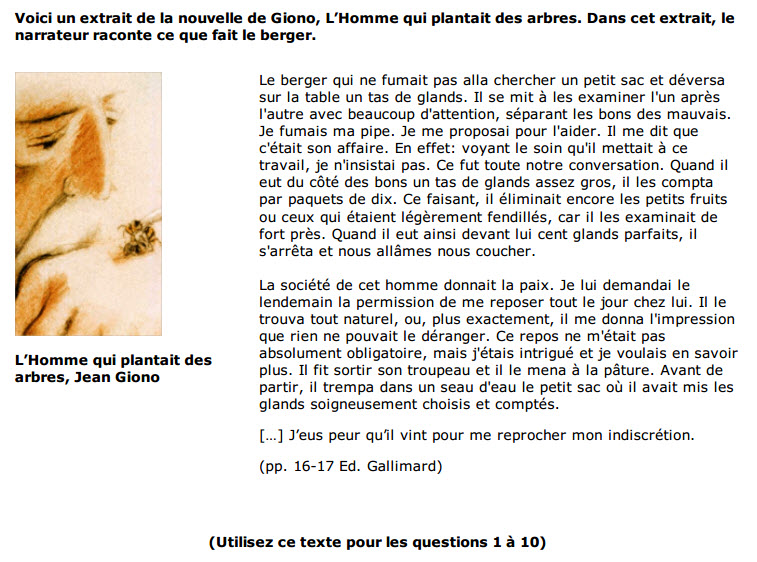 Voici un extrait de la nouvelle de Giono, L’Homme qui plantait des arbres. Dans cet extrait, le
narrateur raconte ce que fait le berger.
Le berger qui ne fumait pas alla chercher un petit sac et déversa
sur la table un tas de glands. Il se mit à les examiner l'un après
l'autre avec beaucoup d'attention, séparant les bons des mauvais.
Je fumais ma pipe. Je me proposai pour l'aider. Il me dit que
c'était son affaire. En effet: voyant le soin qu'il mettait à ce
travail, je n'insistai pas. Ce fut toute notre conversation. Quand il
eut du côté des bons un tas de glands assez gros, il les compta
par paquets de dix. Ce faisant, il éliminait encore les petits fruits
ou ceux qui étaient légèrement fendillés, car il les examinait de
fort près. Quand il eut ainsi devant lui cent glands parfaits, il
s'arrêta et nous allâmes nous coucher.
La société de cet homme donnait la paix. Je lui demandai le
lendemain la permission de me reposer tout le jour chez lui. Il le
trouva tout naturel, ou, plus exactement, il me donna l'impression
que rien ne pouvait le déranger. Ce repos ne m'était pas
absolument obligatoire, mais j'étais intrigué et je voulais en savoir
plus. Il fit sortir son troupeau et il le mena à la pâture. Avant de
partir, il trempa dans un seau d'eau le petit sac où il avait mis les
glands soigneusement choisis et comptés.
[…] J’eus peur qu’il vint pour me reprocher mon indiscrétion.
(pp. 16-17 Ed. Gallimard)
L’Homme qui plantait des
arbres, Jean Giono
(Utilisez ce texte pour les questions 1 à 10)